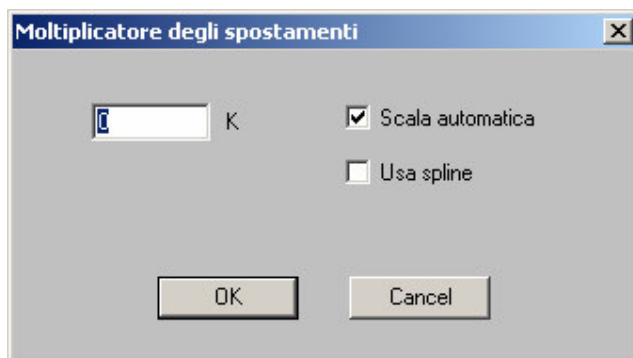 Moltiplicatore degli spostamenti
0 K
Scala automatica
Usa spline
OK Cancel